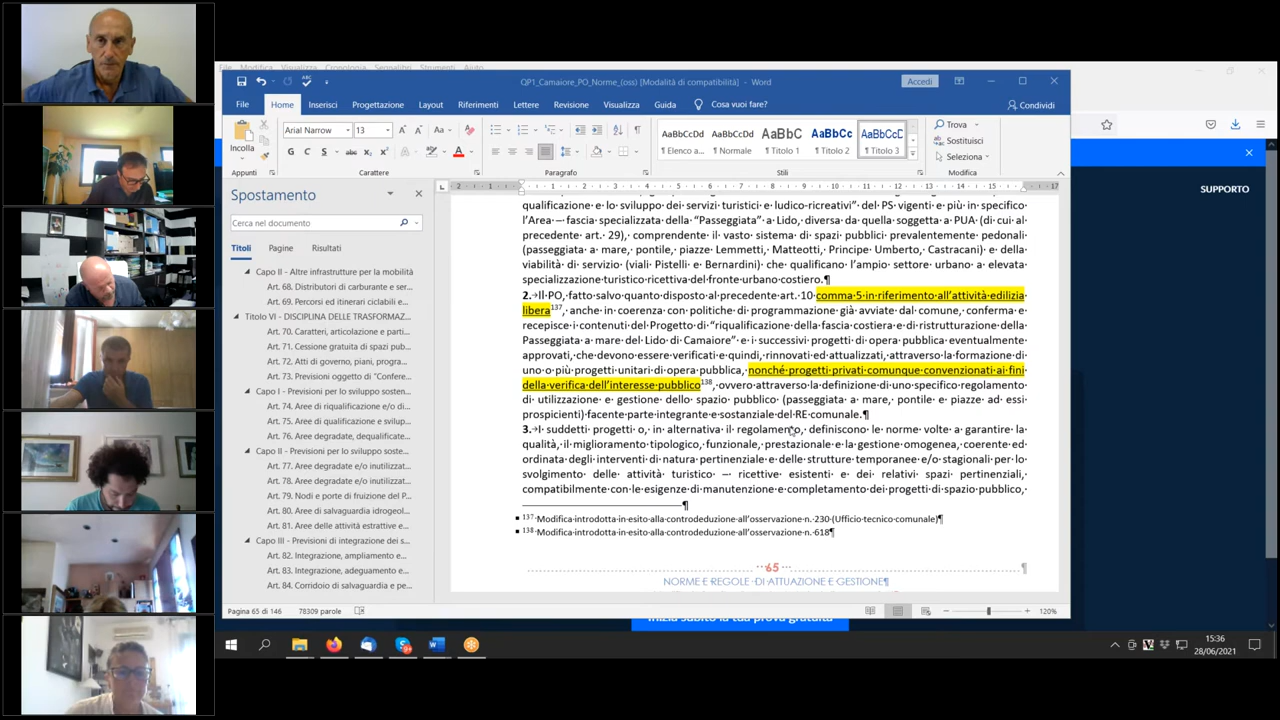 File Modifica Visualizza Cronologia Segnalibri Strumenti Aiuto
QP1_Camaiore_PO_Norme_(oss) [Modalità di compatibilità] - Word
Accedi
File Home Inserisci Progettazione Layout Riferimenti Lettere Revisione Visualizza Guida Cosa vuoi fare? Condividi
Incolla
Arial Narrow 13
G C S abc x₂ x²
AaBbCcDd AaBbCcDd AaBbC AaBbCc AaBbCcD
¶ Elenco a... ¶ Normale ¶ Titolo 1 ¶ Titolo 2 ¶ Titolo 3
Trova
Sostituisci
Seleziona
Appunti Carattere Paragrafo Stili Modifica
SUPPORTO
Spostamento
Cerca nel documento
Titoli Pagine Risultati
Capo II - Altre infrastrutture per la mobilità
Art. 68. Distributori di carburante e ser...
Art. 69. Percorsi ed itinerari ciclabili e...
Titolo VI - DISCIPLINA DELLE TRASFORMAZ...
Art. 70. Caratteri, articolazione e parti...
Art. 71. Cessione gratuita di spazi pub...
Art. 72. Atti di governo, piani, progra...
Art. 73. Previsioni oggetto di "Confere...
Capo I - Previsioni per lo sviluppo sosten...
Art. 74. Aree di riqualificazione e/o di...
Art. 75. Aree di qualificazione e svilup...
Art. 76. Aree degradate, dequalificate...
Capo II - Previsioni per lo sviluppo soste...
Art. 77. Aree degradate e/o inutilizzat...
Art. 78. Aree degradate e/o inutilizzat...
Art. 79. Nodi e porte di fruizione del P...
Art. 80. Aree di salvaguardia idrogeol...
Art. 81. Aree delle attività estrattive e...
Capo III - Previsioni di integrazione dei s...
Art. 82. Integrazione, ampliamento e...
Art. 83. Integrazione, adeguamento e...
Art. 84. Corridoio di salvaguardia e pe...
qualificazione e lo sviluppo dei servizi turistici e ludico-ricreativi” del PS vigenti e più in specifico
l’Area – fascia specializzata della “Passeggiata” a Lido, diversa da quella soggetta a PUA (di cui al
precedente art. 29), comprendente il vasto sistema di spazi pubblici prevalentemente pedonali
(passeggiata a mare, pontile, piazze Lemmetti, Matteotti, Principe Umberto, Castracani) e della
viabilità di servizio (viali Pistelli e Bernardini) che qualificano l’ampio settore urbano a elevata
specializzazione turistico ricettiva del fronte urbano costiero.¶
2.→Il PO, fatto salvo quanto disposto al precedente art. 10 comma 5 in riferimento all’attività edilizia
libera¹³⁷, anche in coerenza con politiche di programmazione già avviate dal comune, conferma e
recepisce i contenuti del Progetto di “riqualificazione della fascia costiera e di ristrutturazione della
Passeggiata a mare del Lido di Camaiore” e i successivi progetti di opera pubblica eventualmente
approvati, che devono essere verificati e quindi, rinnovati ed attualizzati, attraverso la formazione di
uno o più progetti unitari di opera pubblica, nonché progetti privati comunque convenzionati ai fini
della verifica dell’interesse pubblico¹³⁸, ovvero attraverso la definizione di uno specifico regolamento
di utilizzazione e gestione dello spazio pubblico (passeggiata a mare, pontile e piazze ad essi
prospicienti) facente parte integrante e sostanziale del RE comunale.¶
3.→I suddetti progetti o, in alternativa il regolamento, definiscono le norme volte a garantire la
qualità, il miglioramento tipologico, funzionale, prestazionale e la gestione omogenea, coerente ed
ordinata degli interventi di natura pertinenziale e delle strutture temporanee e/o stagionali per lo
svolgimento delle attività turistico – ricettive esistenti e dei relativi spazi pertinenziali,
compatibilmente con le esigenze di manutenzione e completamento dei progetti di spazio pubblico,
¶
¹³⁷ Modifica introdotta in esito alla controdeduzione all’osservazione n. 230 (Ufficio tecnico comunale)¶
¹³⁸ Modifica introdotta in esito alla controdeduzione all’osservazione n. 618¶
65 ¶
NORME E REGOLE DI ATTUAZIONE E GESTIONE¶
Pagina 65 di 146 78309 parole 120%
Inizia subito la tua prova gratuita
15:36
28/06/2021